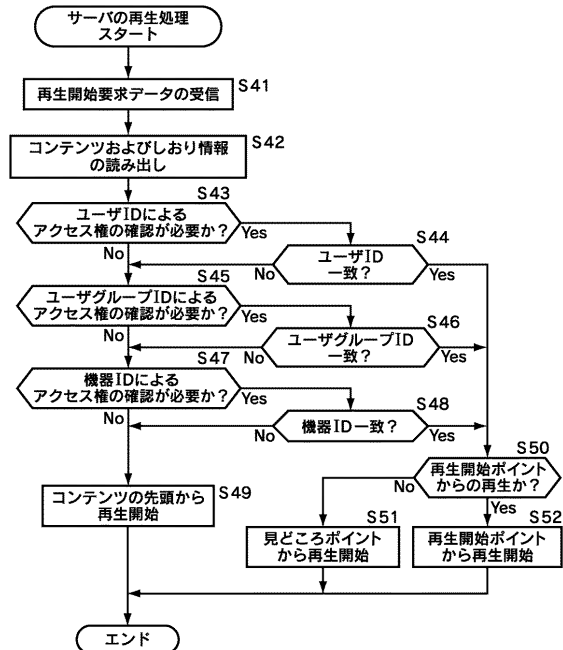 サーバの再生処理
スタート
S41
再生開始要求データの受信
S42
コンテンツおよびしおり情報
の読み出し
S43
ユーザIDによる
アクセス権の確認が必要か?
Yes
No
S44
ユーザID
一致?
No
Yes
S45
ユーザグループIDによる
アクセス権の確認が必要か?
Yes
No
S46
ユーザグループID
一致?
No
Yes
S47
機器IDによる
アクセス権の確認が必要か?
Yes
No
S48
機器ID一致?
No
Yes
S50
再生開始ポイント
からの再生か?
No
Yes
S49
コンテンツの先頭から
再生開始
S51
見どころポイント
から再生開始
S52
再生開始ポイント
から再生開始
エンド